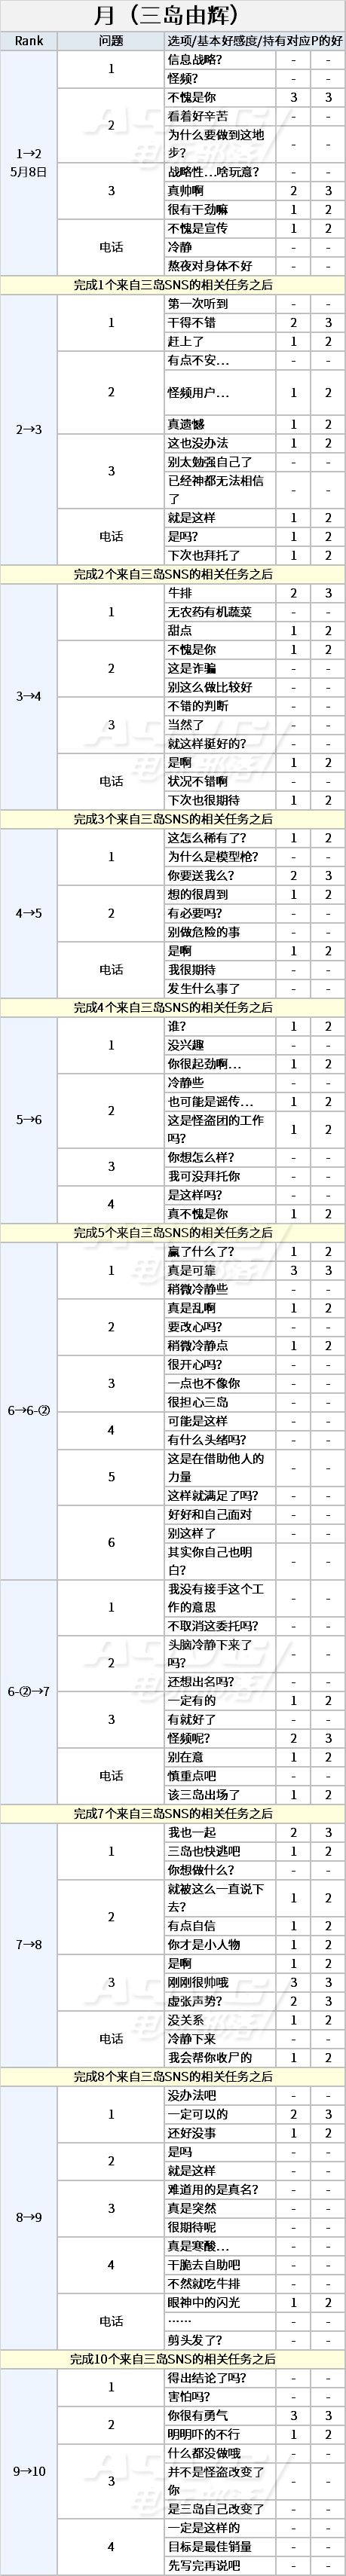 月（三岛由辉）
Rank 问题 选项/基本好感度/持有对应P的好
1→2
5月8日
1
信息战略? - -
怪频? - -
2
不愧是你 3 3
看着好辛苦 - -
为什么要做到这地步? - -
3
战略性…啥玩意? - -
真帅啊 2 3
很有干劲嘛 1 2
电话
不愧是宣传 1 2
冷静 - -
熬夜对身体不好 - -
完成1个来自三岛SNS的相关任务之后
2→3
1
第一次听到 - -
干得不错 2 3
赶上了 1 2
2
有点不安… - -
怪频用户… 1 2
真遗憾 1 2
3
这也没办法 1 2
别太勉强自己了 - -
已经神都无法相信了 - -
电话
就是这样 1 2
是吗? 1 2
下次也拜托了 1 2
完成2个来自三岛SNS的相关任务之后
3→4
1
牛排 2 3
无农药有机蔬菜 - -
甜点 1 2
2
不愧是你 1 2
这是诈骗 - -
别这么做比较好 - -
3
不错的判断 - -
当然了 - -
就这样挺好的? - -
电话
是啊 1 2
状况不错啊 - -
下次也很期待 1 2
完成3个来自三岛SNS的相关任务之后
4→5
1
这怎么稀有了? 1 2
为什么是模型枪? - -
你要送我么? 2 3
2
想的很周到 1 2
有必要吗? - -
别做危险的事 - -
电话
是啊 1 2
我很期待 - -
发生什么事了 - -
完成4个来自三岛SNS的相关任务之后
5→6
1
谁? 1 2
没兴趣 - -
你很起劲啊… 1 2
2
冷静些 - -
也可能是谣传… 1 2
这是怪盗团的工作吗? 1 2
3
你想怎么样? - -
我可没拜托你 - -
4
是这样吗? - -
真不愧是你 1 2
完成5个来自三岛SNS的相关任务之后
6→6-②
1
赢了什么了? 1 2
真是可靠 3 3
稍微冷静些 - -
2
真是乱啊 1 2
要改心吗? - -
稍微冷静点 1 2
3
很开心吗? - -
一点也不像你 - -
很担心三岛 - -
4
可能是这样 - -
有什么头绪吗? - -
5
这是在借助他人的力量 - -
这样就满足了吗? - -
6
好好和自己面对 - -
别这样了 - -
其实你自己也明白? - -
6-②→7
1
我没有接手这个工作的意思 - -
不取消这委托吗? - -
2
头脑冷静下来了吗? - -
还想出名吗? - -
3
一定有的 1 2
有就好了 - -
怪频呢? 2 3
电话
别在意 1 2
慎重点吧 - -
该三岛出场了 1 2
完成7个来自三岛SNS的相关任务之后
7→8
1
我也一起 2 3
三岛也快逃吧 1 2
你想做什么? - -
2
就被这么一直说下去? 1 2
有点自信 1 2
你才是小人物 1 2
3
是啊 1 2
刚刚很帅哦 3 3
虚张声势? 2 3
电话
没关系 1 2
冷静下来 - -
我会帮你收尸的 1 2
完成8个来自三岛SNS的相关任务之后
8→9
1
没办法吧 - -
一定可以的 2 3
还好没事 1 2
2
是吗 - -
就是这样 - -
3
难道用的是真名? - -
真是突然 - -
很期待呢 - -
4
真是寒酸… - -
干脆去自助吧 - -
不然就吃牛排 - -
电话
眼神中的闪光 1 2
…… - -
剪头发了? - -
完成10个来自三岛SNS的相关任务之后
9→10
1
得出结论了吗? - -
害怕吗? - -
2
你很有勇气 3 3
明明吓的不行 1 2
3
什么都没做哦 - -
并不是怪盗改变了你 - -
是三岛自己改变了 - -
4
一定是这样的 - -
目标是最佳销量 - -
先写完再说吧 - -